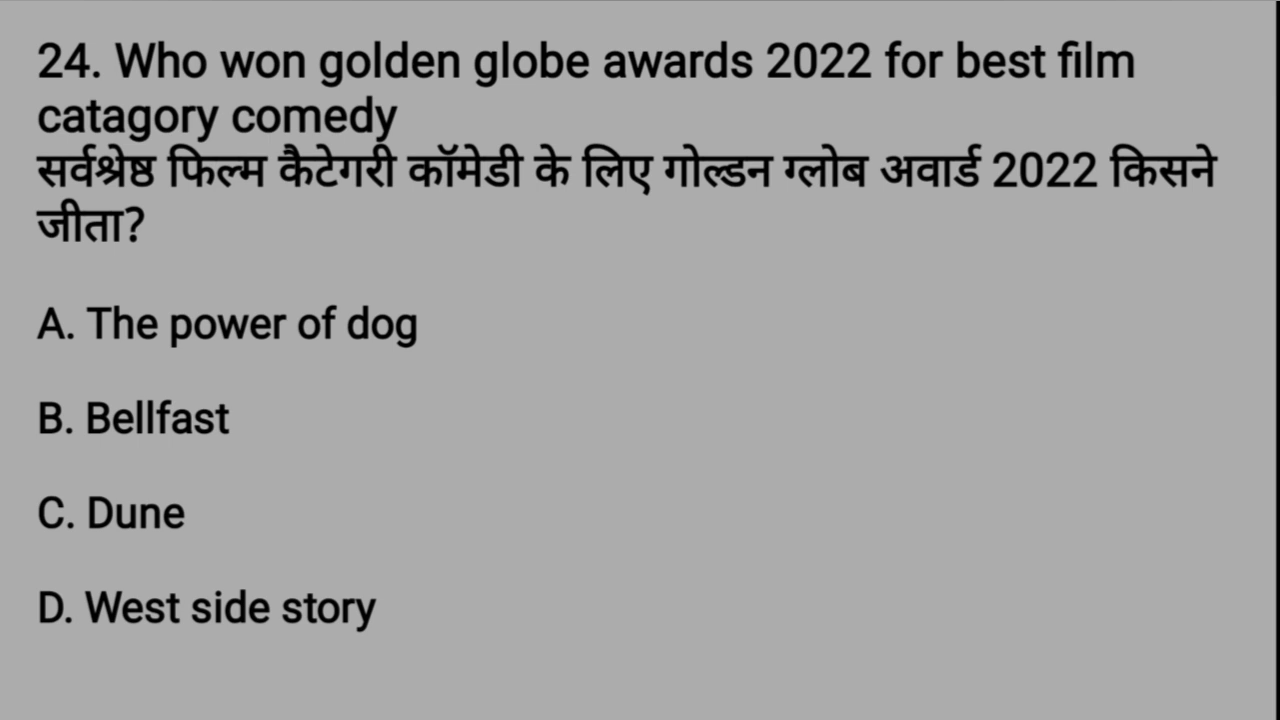 24. Who won golden globe awards 2022 for best film
catagory comedy
सर्वश्रेष्ठ फिल्म कैटेगरी कॉमेडी के लिए गोल्डन ग्लोब अवार्ड 2022 किसने
जीता?
A. The power of dog
B. Bellfast
C. Dune
D. West side story